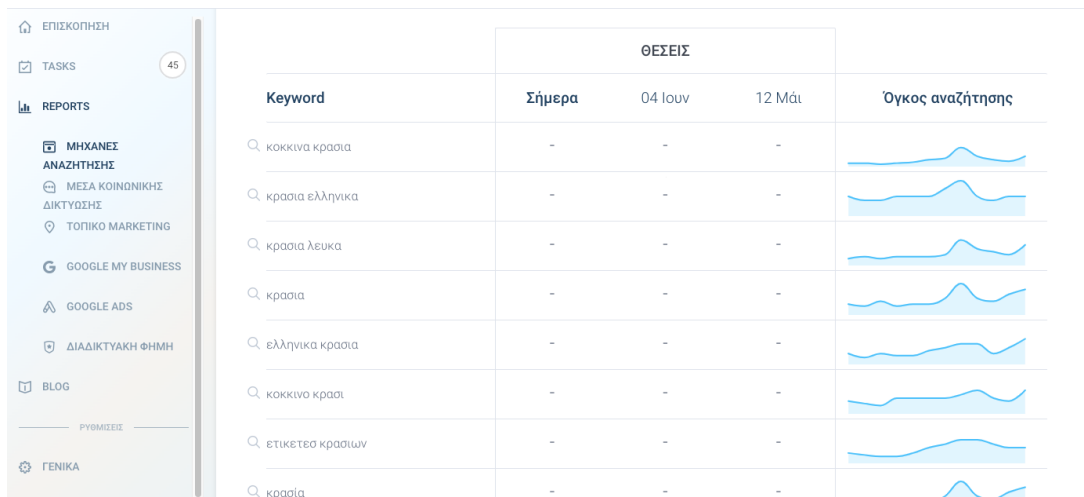 ΕΠΙΣΚΟΠΗΣΗ
TASKS 45
REPORTS
ΜΗΧΑΝΕΣ
ΑΝΑΖΗΤΗΣΗΣ
ΜΕΣΑ ΚΟΙΝΩΝΙΚΗΣ
ΔΙΚΤΥΩΣΗΣ
ΤΟΠΙΚΟ MARKETING
GOOGLE MY BUSINESS
GOOGLE ADS
ΔΙΑΔΙΚΤΥΑΚΗ ΦΗΜΗ
BLOG
ΡΥΘΜΙΣΕΙΣ
ΓΕΝΙΚΑ
ΘΕΣΕΙΣ
Keyword Σήμερα 04 Ιουν 12 Μάι Όγκος αναζήτησης
κοκκινα κρασια - - -
κρασια ελληνικα - - -
κρασια λευκα - - -
κρασια - - -
ελληνικα κρασια - - -
κοκκινο κρασι - - -
ετικετεσ κρασιων - - -
κρασία - - -